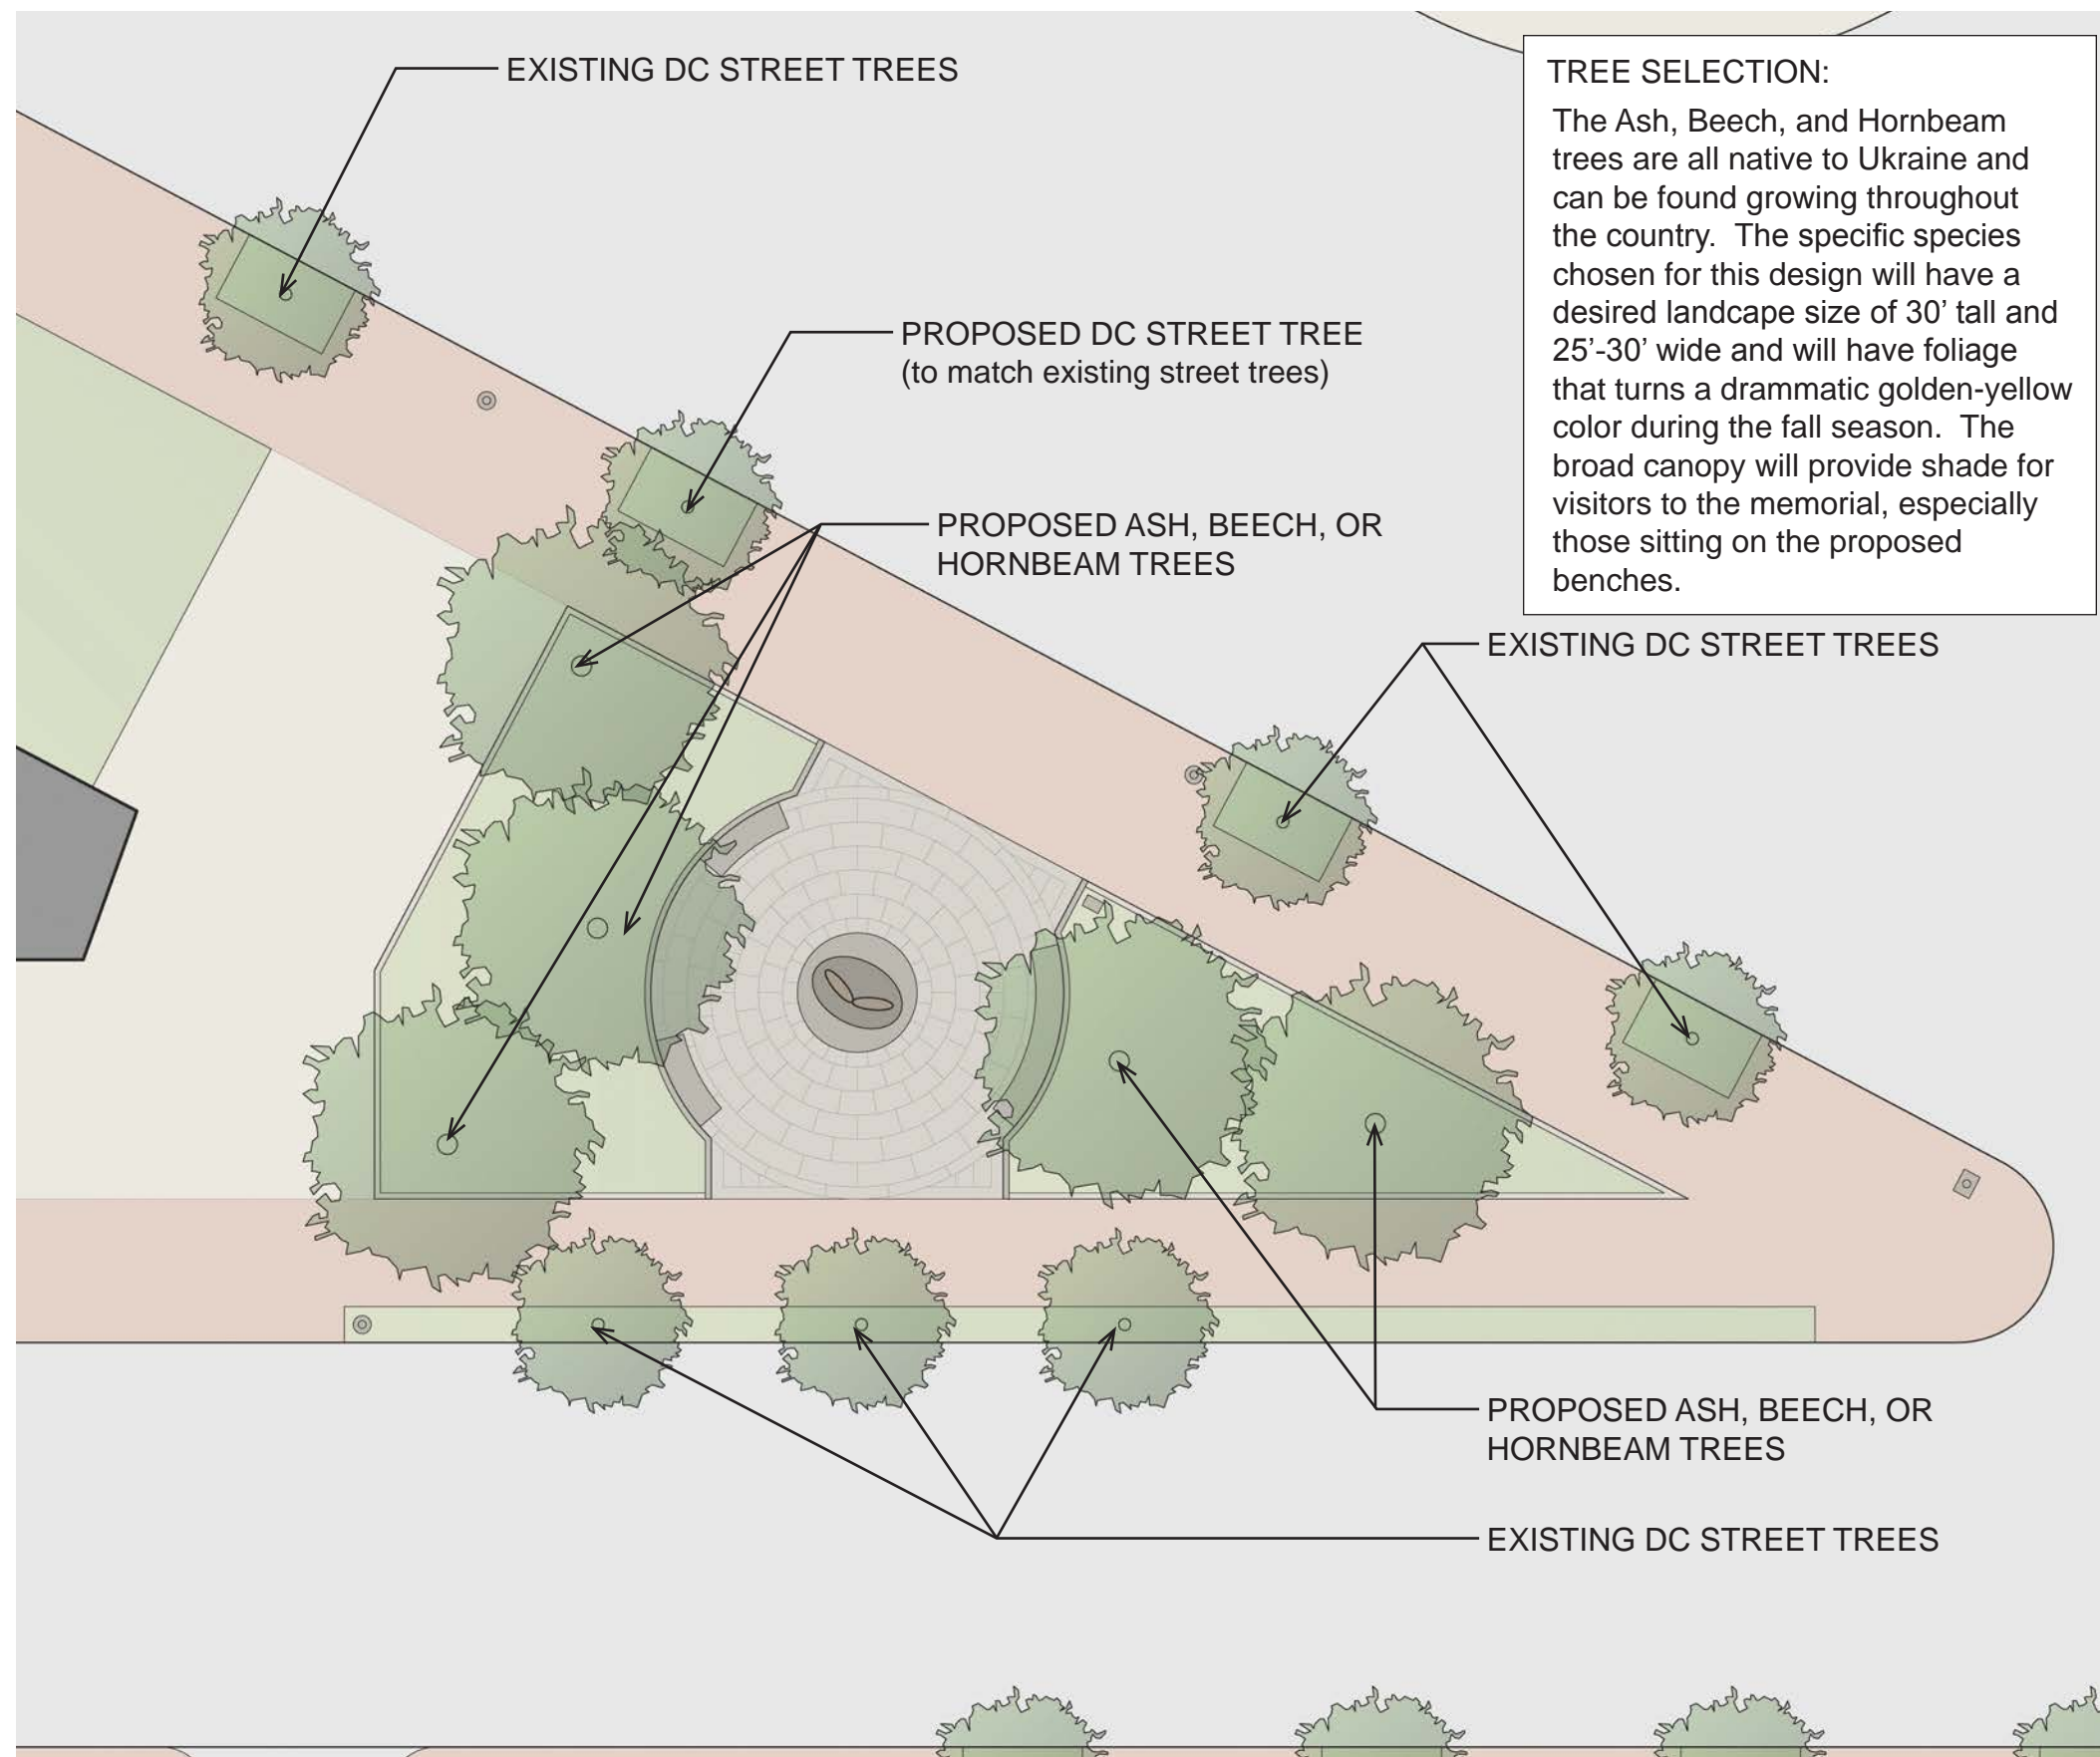 EXISTING DC STREET TREES
TREE SELECTION:
The Ash, Beech, and Hornbeam
trees are all native to Ukraine and
can be found growing throughout
the country.  The specific species
chosen for this design will have a
desired landcape size of 30’ tall and
25’-30’ wide and will have foliage
that turns a drammatic golden-yellow
color during the fall season.  The
broad canopy will provide shade for
visitors to the memorial, especially
those sitting on the proposed
benches.
PROPOSED DC STREET TREE
(to match existing street trees)
PROPOSED ASH, BEECH, OR
HORNBEAM TREES
EXISTING DC STREET TREES
PROPOSED ASH, BEECH, OR
HORNBEAM TREES
EXISTING DC STREET TREES